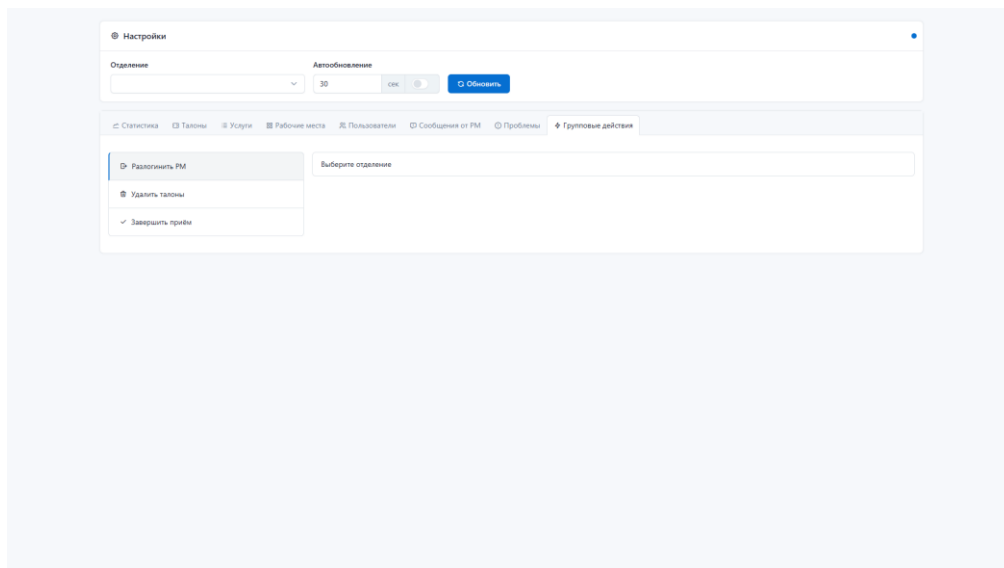 Настройки
Отделение
Автообновление
30 сек
Обновить
Статистика Талоны Услуги Рабочие места Пользователи Сообщения от РМ Проблемы Групповые действия
Разлогинить РМ
Выберите отделение
Удалить талоны
Завершить приём